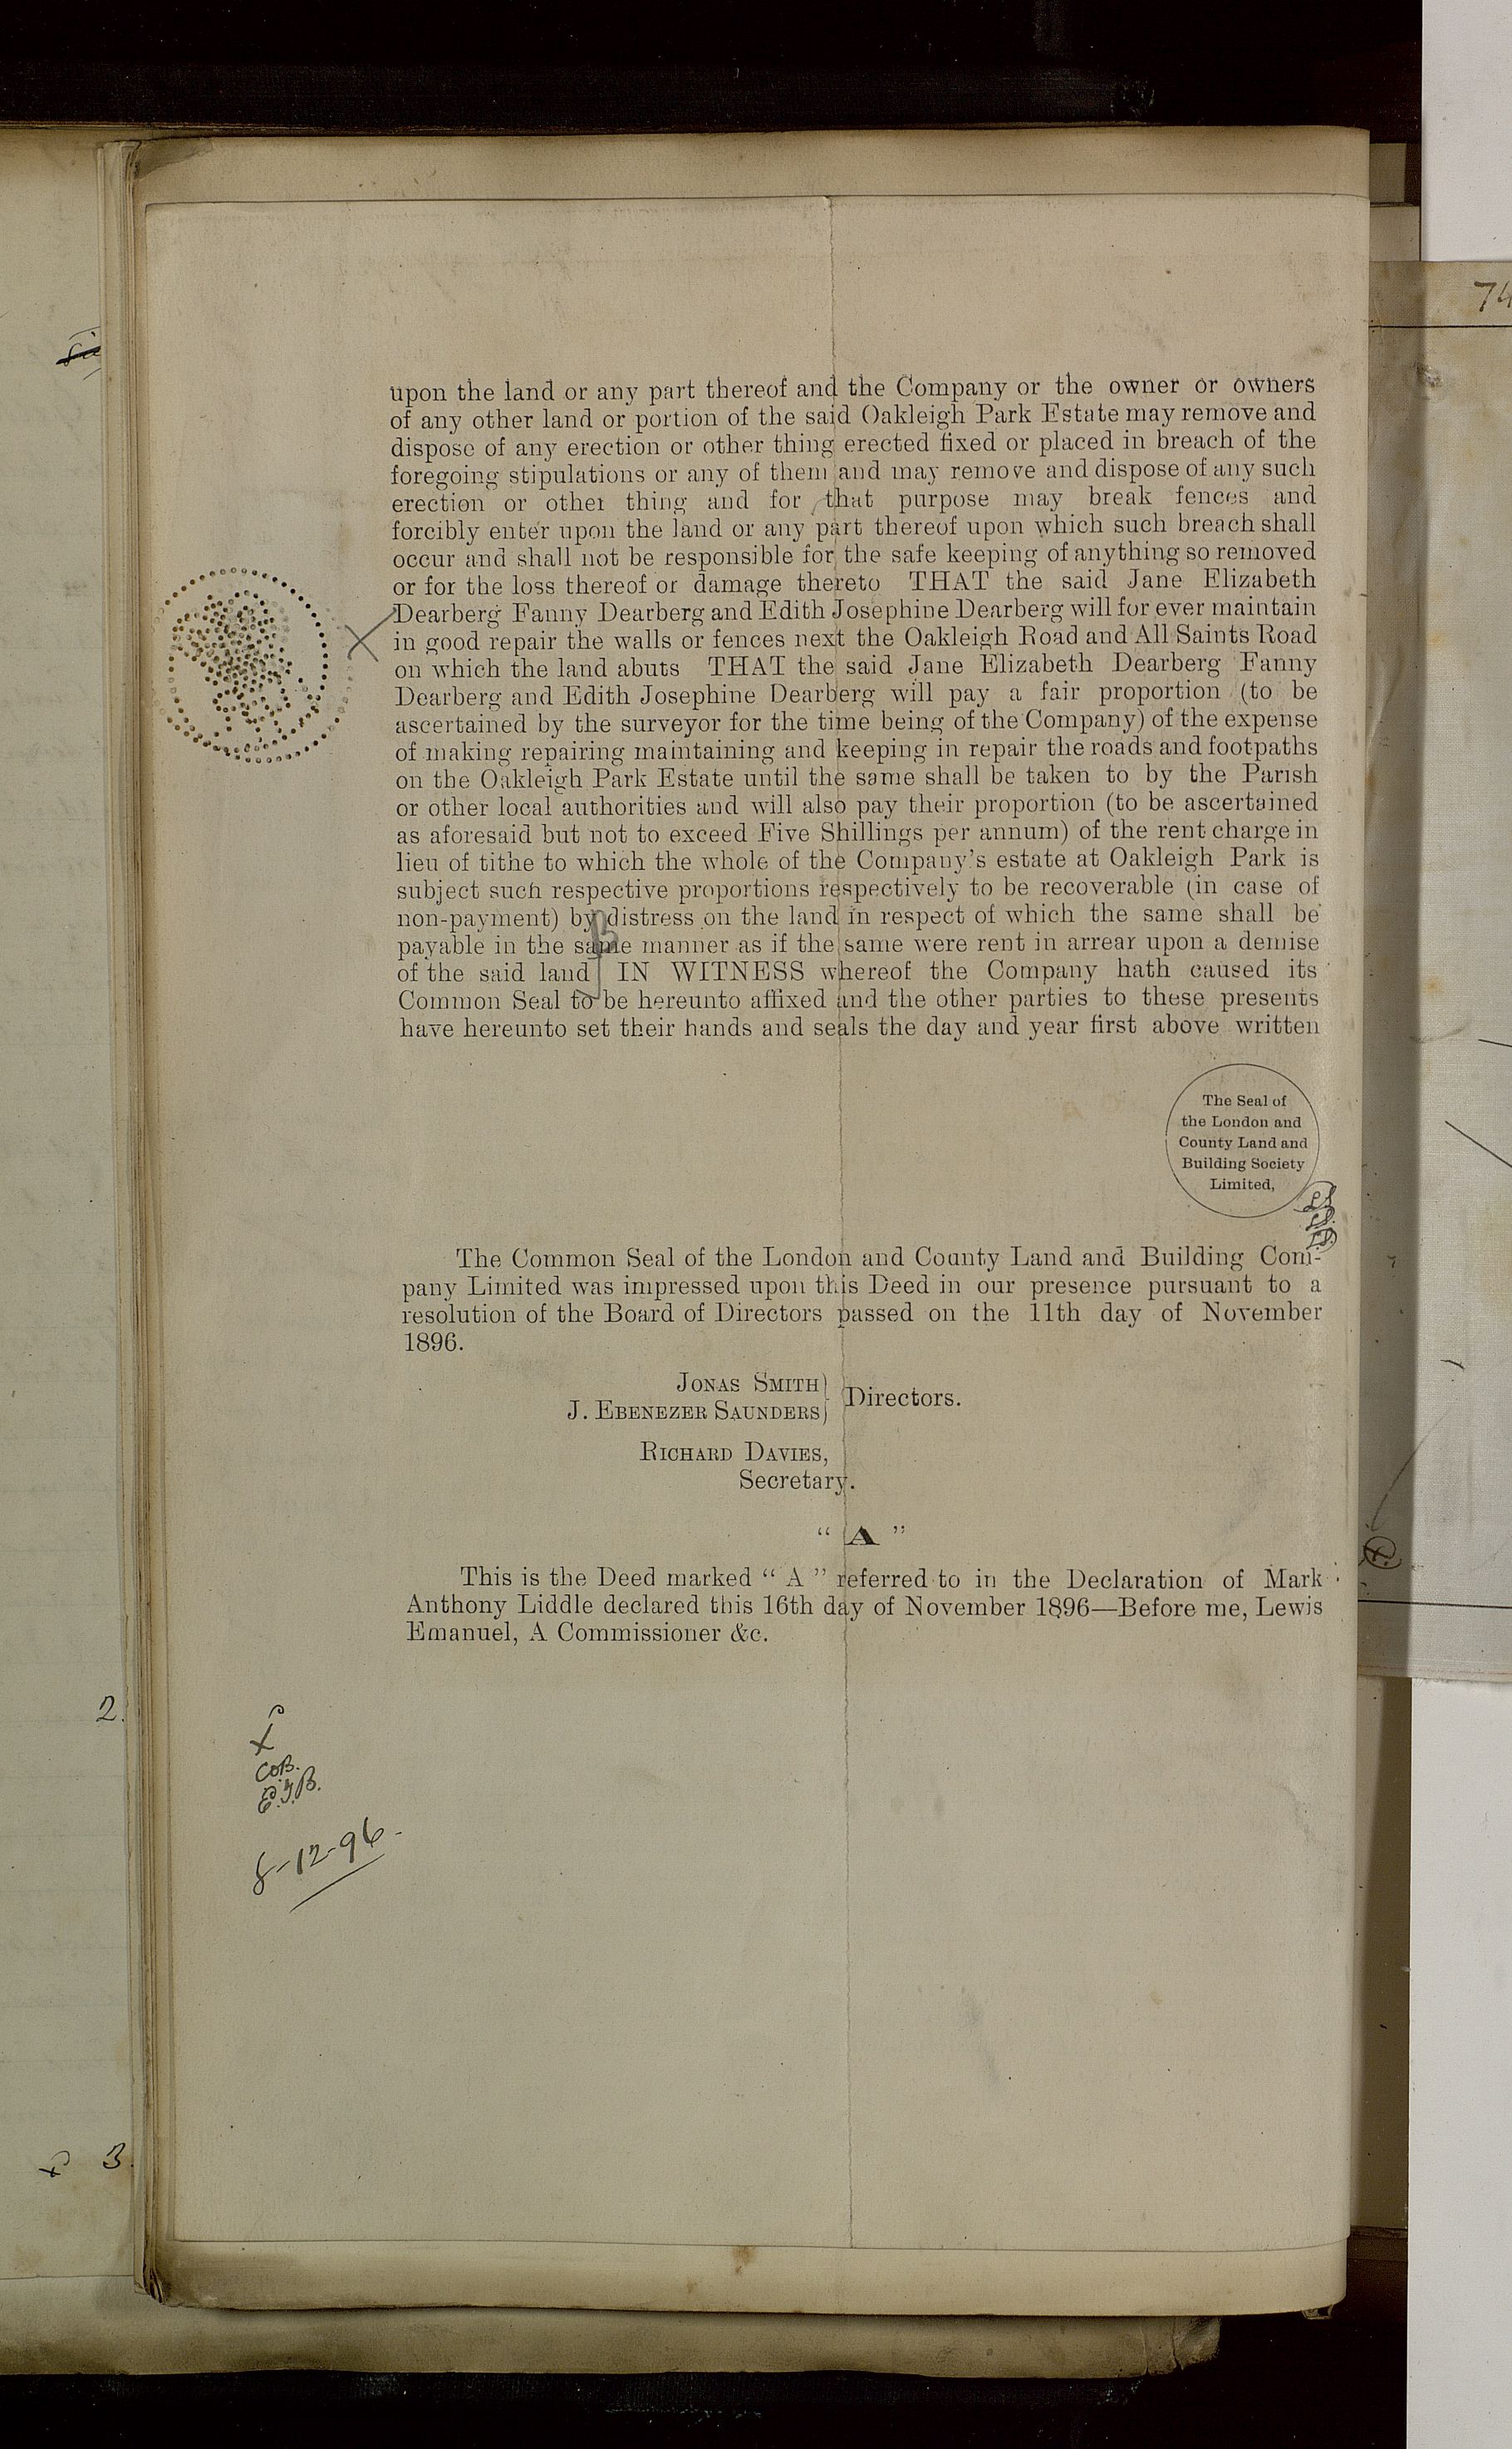 74
upon the land or any part thereof and the Company or the owner or owners
of any other land or portion of the said Oakleigh Park Estate may remove and
dispose of any erection or other thing erected fixed or placed in breach of the
foregoing stipulations or any of them and may remove and dispose of any such
erection or other thing and for that purpose may break fences and
forcibly enter upon the land or any part thereof upon which such breach shall
occur and shall not be responsible for the safe keeping of anything so removed
or for the loss thereof or damage thereto THAT the said Jane Elizabeth
Dearberg Fanny Dearberg and Edith Josephine Dearberg will for ever maintain
in good repair the walls or fences next the Oakleigh Road and All Saints Road
on which the land abuts THAT the said Jane Elizabeth Dearberg Fanny
Dearberg and Edith Josephine Dearberg will pay a fair proportion (to be
ascertained by the surveyor for the time being of the Company) of the expense
of making repairing maintaining and keeping in repair the roads and footpaths
on the Oakleigh Park Estate until the same shall be taken to by the Parish
or other local authorities and will also pay their proportion (to be ascertained
as aforesaid but not to exceed Five Shillings per annum) of the rent charge in
lieu of tithe to which the whole of the Company's estate at Oakleigh Park is
subject such respective proportions respectively to be recoverable (in case of
non-payment) by distress on the land in respect of which the same shall be
payable in the same manner as if the same were rent in arrear upon a demise
of the said land IN WITNESS whereof the Company hath caused its
Common Seal to be hereunto affixed and the other parties to these presents
have hereunto set their hands and seals the day and year first above written
The Seal of
the London and
County Land and
Building Society
Limited,
The Common Seal of the London and County Land and Building Com-
pany Limited was impressed upon this Deed in our presence pursuant to a
resolution of the Board of Directors passed on the 11th day of November
1896.
JONAS SMITH
J. EBENEZER SAUNDERS
Directors.
RICHARD DAVIES,
Secretary.
" A "
This is the Deed marked " A " referred to in the Declaration of Mark
Anthony Liddle declared this 16th day of November 1896—Before me, Lewis
Emanuel, A Commissioner &c.
2.
X
8-12-96
3.